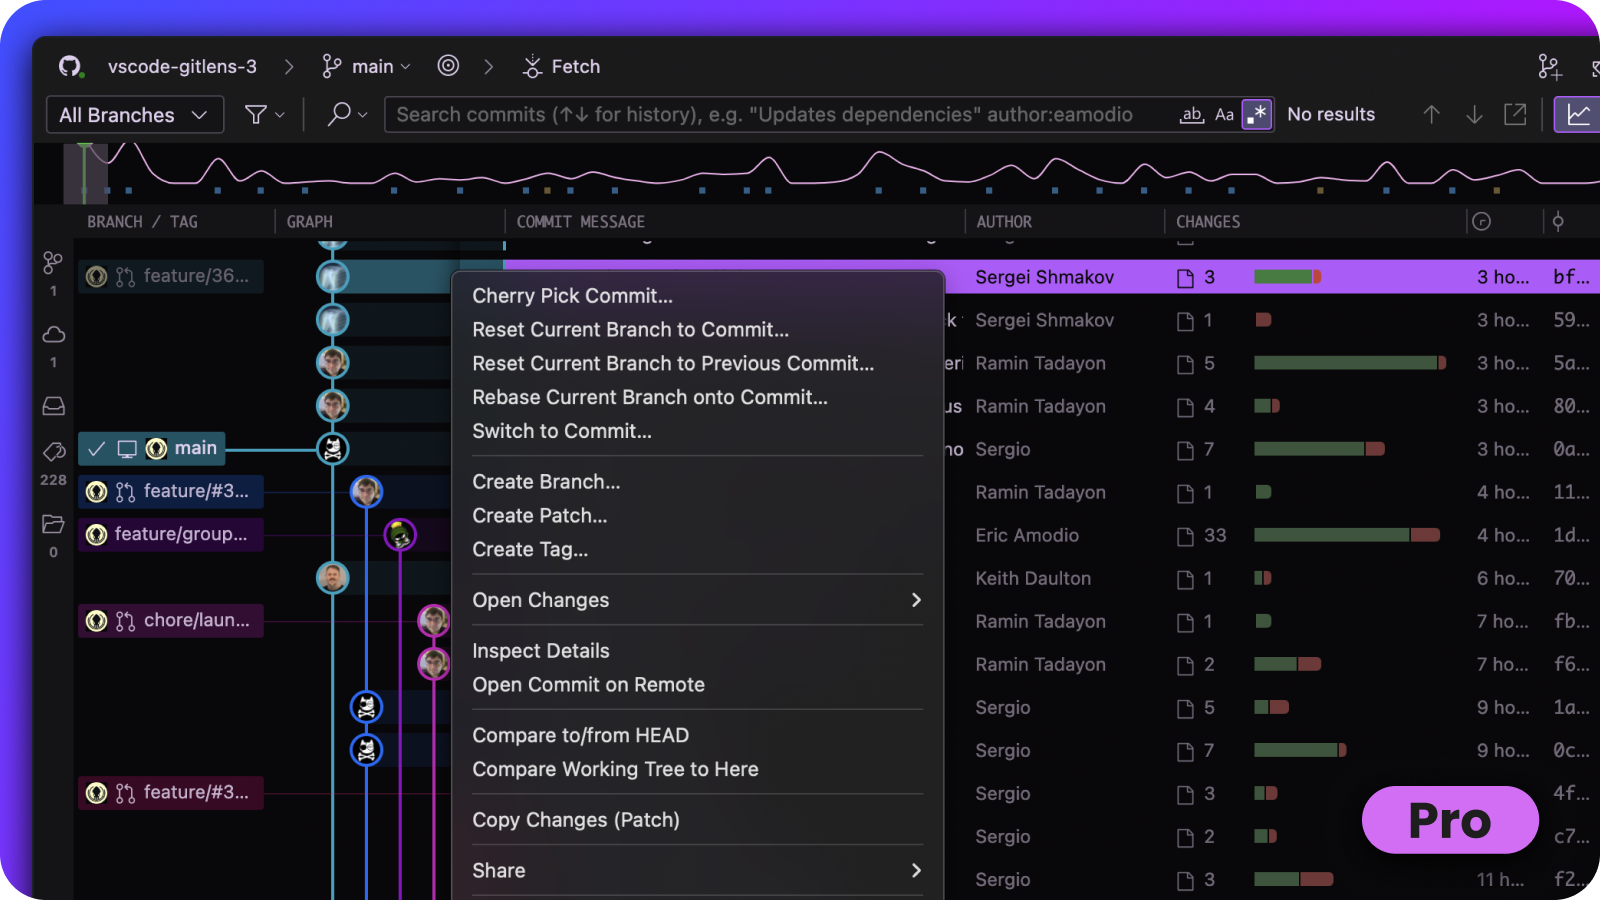 vscode-gitlens-3 main Fetch
All Branches Search commits (↑↓ for history), e.g. "Updates dependencies" author:eamodio ab Aa .* No results
BRANCH / TAG GRAPH COMMIT MESSAGE AUTHOR CHANGES
feature/36... Sergei Shmakov 3 3 ho... bf...
1
Cherry Pick Commit...
k Sergei Shmakov 1 3 ho... 59...
Reset Current Branch to Commit...
1
Reset Current Branch to Previous Commit...
eri Ramin Tadayon 5 3 ho... 5a...
Rebase Current Branch onto Commit...
us Ramin Tadayon 4 3 ho... 80...
Switch to Commit...
main no Sergio 7 3 ho... 0a...
228
Create Branch...
feature/#3... Ramin Tadayon 1 4 ho... 11...
Create Patch...
feature/group... Eric Amodio 33 4 ho... 1d...
Create Tag...
0
Keith Daulton 1 6 ho... 70...
Open Changes
chore/laun... Ramin Tadayon 1 7 ho... fb...
Inspect Details
Ramin Tadayon 2 7 ho... f6...
Open Commit on Remote
Sergio 5 9 ho... 1a...
Compare to/from HEAD
Sergio 7 9 ho... 0c...
Compare Working Tree to Here
feature/#3... Sergio 3 4f...
Copy Changes (Patch)
Pro
Sergio 2 c7...
Share
Sergio 3 11 h... f2...